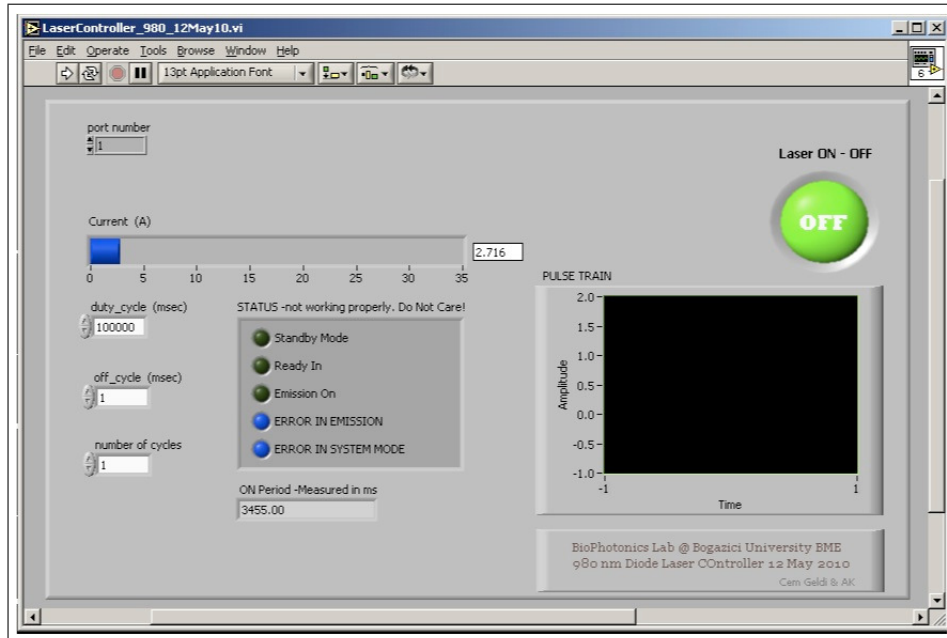 LaserController_980_12May10.vi
File Edit Operate Tools Browse Window Help
13pt Application Font
6
port number
1
Laser ON - OFF
OFF
Current (A)
2.716
0 5 10 15 20 25 30 35
duty_cycle (msec)
100000
off_cycle (msec)
1
number of cycles
1
STATUS -not working properly. Do Not Care!
Standby Mode
Ready In
Emission On
ERROR IN EMISSION
ERROR IN SYSTEM MODE
ON Period -Measured in ms
3455.00
PULSE TRAIN
Amplitude
2.0
1.5
1.0
0.5
0.0
-0.5
-1.0
-1 1
Time
BioPhotonics Lab @ Bogazici University BME
980 nm Diode Laser COntroller 12 May 2010
Cem Geldi & AK